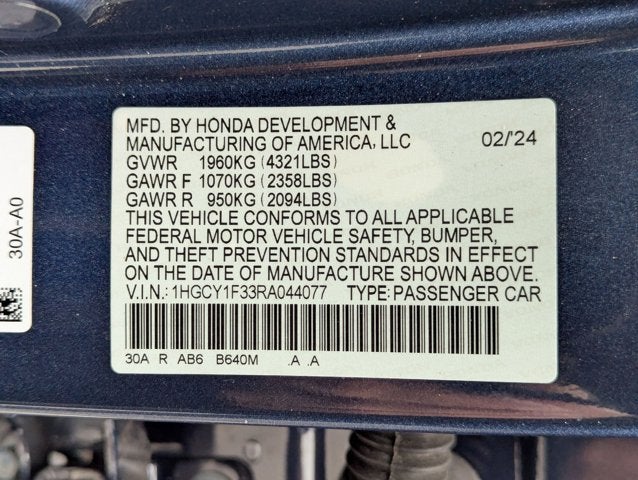 MFD. BY HONDA DEVELOPMENT &
MANUFACTURING OF AMERICA, LLC 02/'24
GVWR 1960KG (4321LBS)
GAWR F 1070KG (2358LBS)
GAWR R 950KG (2094LBS)
THIS VEHICLE CONFORMS TO ALL APPLICABLE
FEDERAL MOTOR VEHICLE SAFETY, BUMPER,
AND THEFT PREVENTION STANDARDS IN EFFECT
ON THE DATE OF MANUFACTURE SHOWN ABOVE.
V.I.N.: 1HGCY1F33RA044077 TYPE: PASSENGER CAR
30A R AB6 B640M .A .A
30A-A0